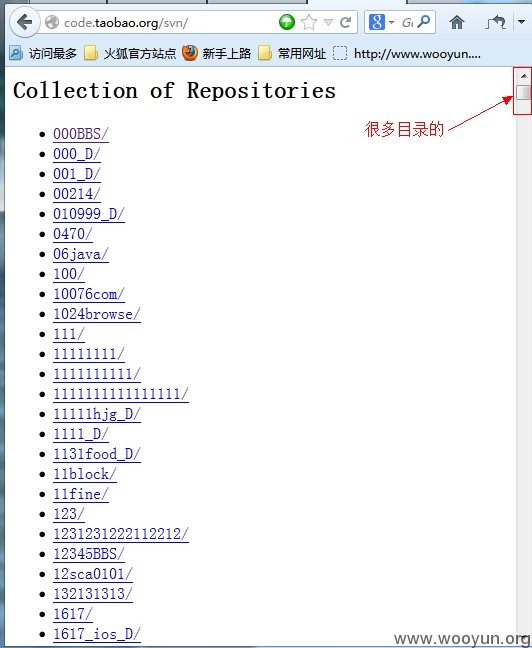 code.taobao.org/svn/
访问最多 火狐官方站点 新手上路 常用网址 http://www.wooyun....
Collection of Repositories
很多目录的
000BBS/
000_D/
001_D/
00214/
010999_D/
0470/
06java/
100/
10076com/
1024browse/
111/
11111111/
1111111111/
1111111111111111/
11111hjg_D/
1111_D/
1131food_D/
11block/
11fine/
123/
1231231222112212/
12345BBS/
12sca0101/
132131313/
1617/
1617_ios_D/
www.wooyun.org